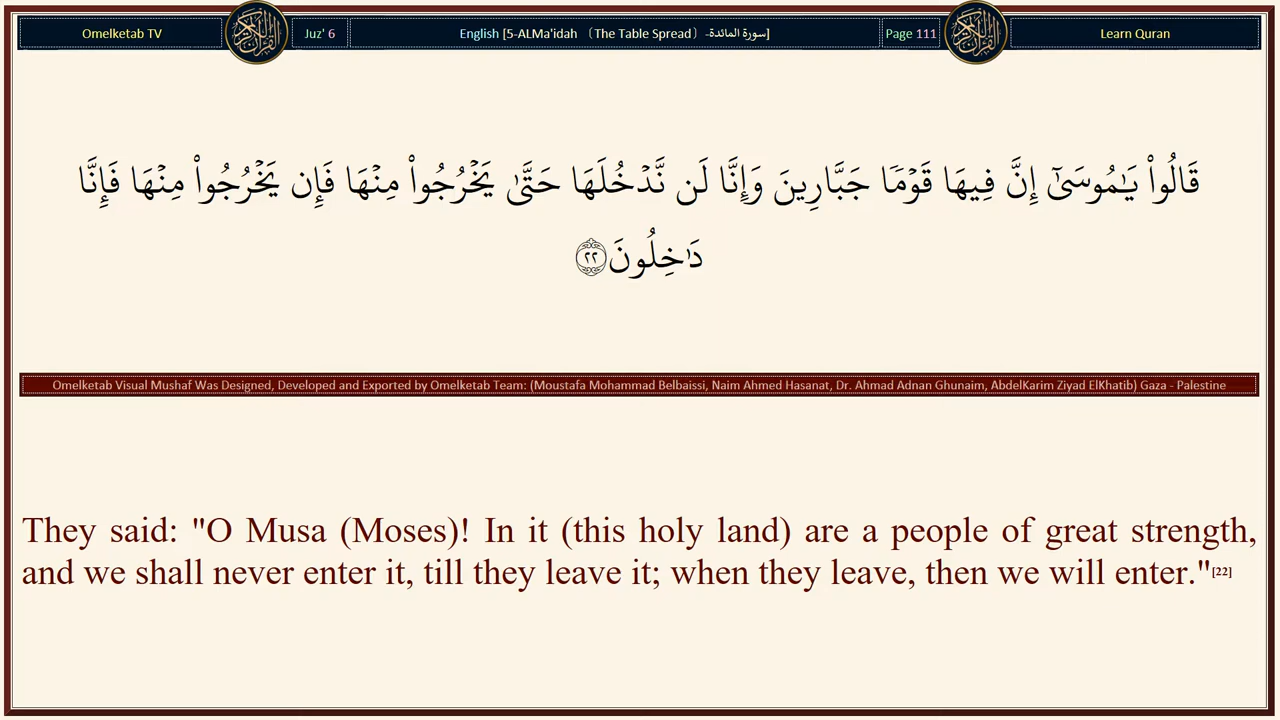 Omelketab TV
Juz' 6
English [5-ALMa'idah （The Table Spread）-سورة المائدة]
Page 111
Learn Quran
قَالُوا۟ يَـٰمُوسَىٰٓ إِنَّ فِيهَا قَوْمًۭا جَبَّارِينَ وَإِنَّا لَن نَّدْخُلَهَا حَتَّىٰ يَخْرُجُوا۟ مِنْهَا فَإِن يَخْرُجُوا۟ مِنْهَا فَإِنَّا
دَٰخِلُونَ ٢٢
Omelketab Visual Mushaf Was Designed, Developed and Exported by Omelketab Team: (Moustafa Mohammad Belbaissi, Naim Ahmed Hasanat, Dr. Ahmad Adnan Ghunaim, AbdelKarim Ziyad ElKhatib) Gaza - Palestine
They said: "O Musa (Moses)! In it (this holy land) are a people of great strength,
and we shall never enter it, till they leave it; when they leave, then we will enter."[22]